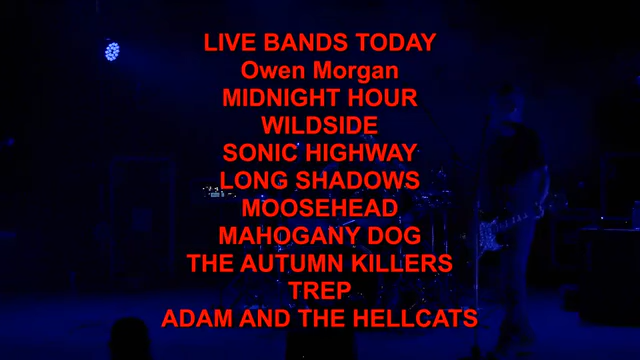 LIVE BANDS TODAY
Owen Morgan
MIDNIGHT HOUR
WILDSIDE
SONIC HIGHWAY
LONG SHADOWS
MOOSEHEAD
MAHOGANY DOG
THE AUTUMN KILLERS
TREP
ADAM AND THE HELLCATS